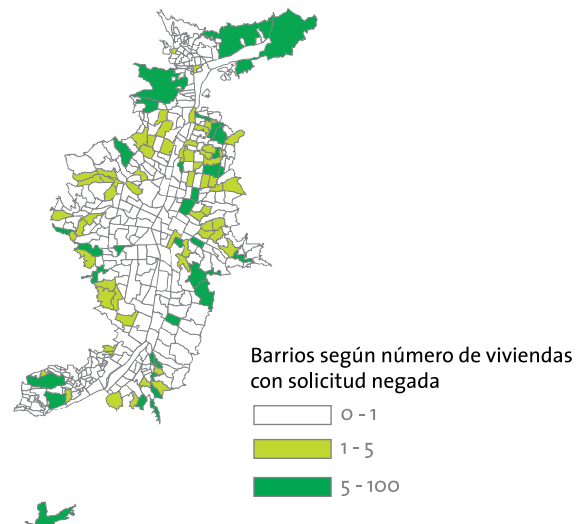 Barrios según número de viviendas
con solicitud negada
0 - 1
1 - 5
5 - 100